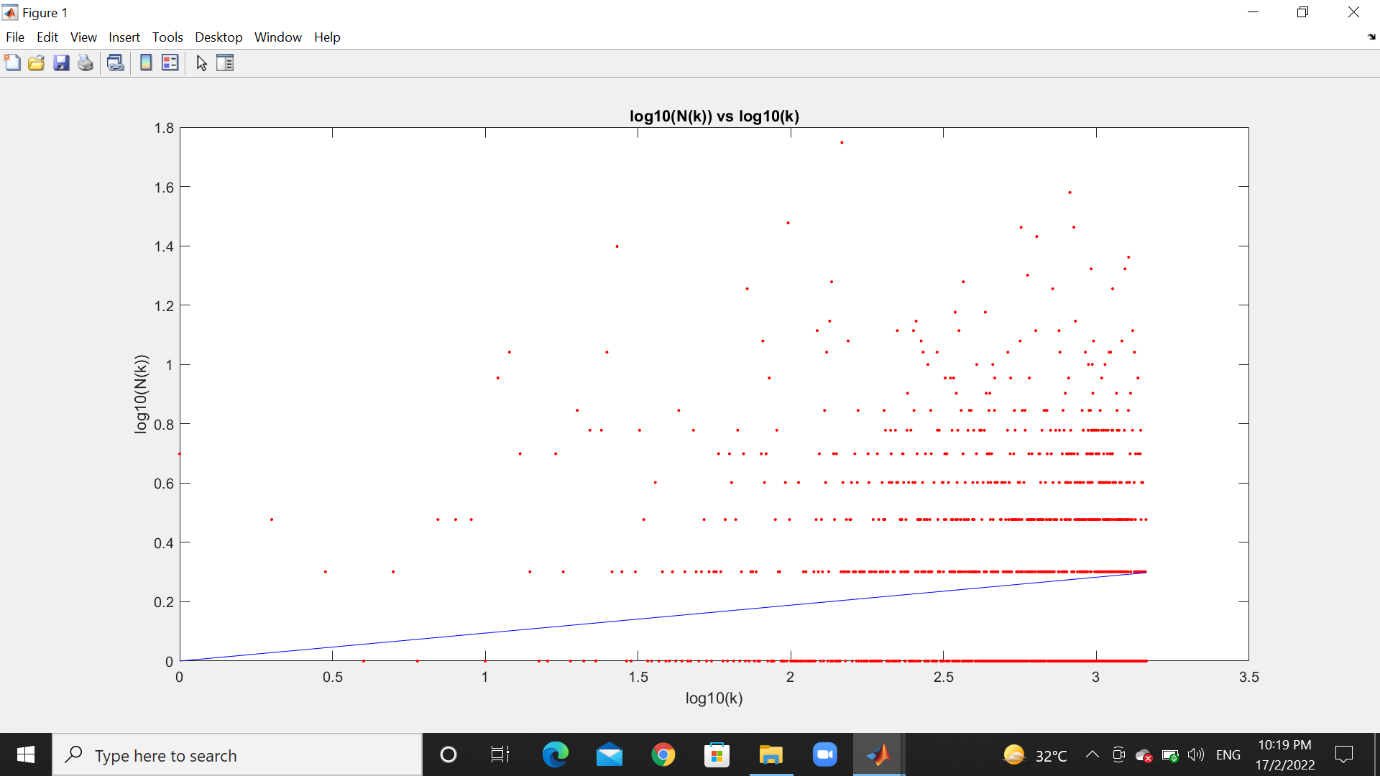 Figure 1
File Edit View Insert Tools Desktop Window Help
log10(N(k)) vs log10(k)
1.8
1.6
1.4
1.2
1
0.8
0.6
0.4
0.2
0
log10(N(k))
0 0.5 1 1.5 2 2.5 3 3.5
log10(k)
Type here to search
32°C
ENG
10:19 PM
17/2/2022